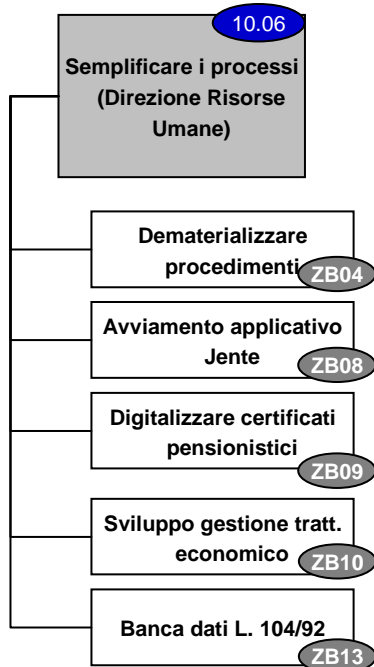 10.06
Semplificare i processi
(Direzione Risorse
Umane)
Dematerializzare
procedimenti
ZB04
Avviamento applicativo
Jente
ZB08
Digitalizzare certificati
pensionistici
ZB09
Sviluppo gestione tratt.
economico
ZB10
Banca dati L. 104/92
ZB13